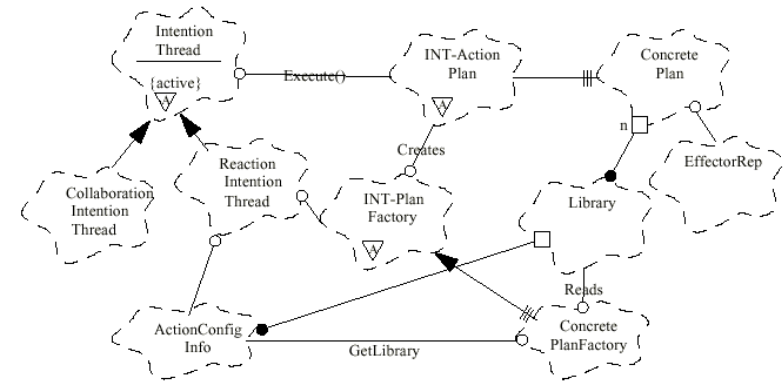 Intention
Thread
{active}
A
Execute()
INT-Action
Plan
A
Concrete
Plan
n
Creates
EffectorRep
Collaboration
Intention
Thread
Reaction
Intention
Thread
INT-Plan
Factory
A
Library
Reads
ActionConfig
Info
GetLibrary
Concrete
PlanFactory